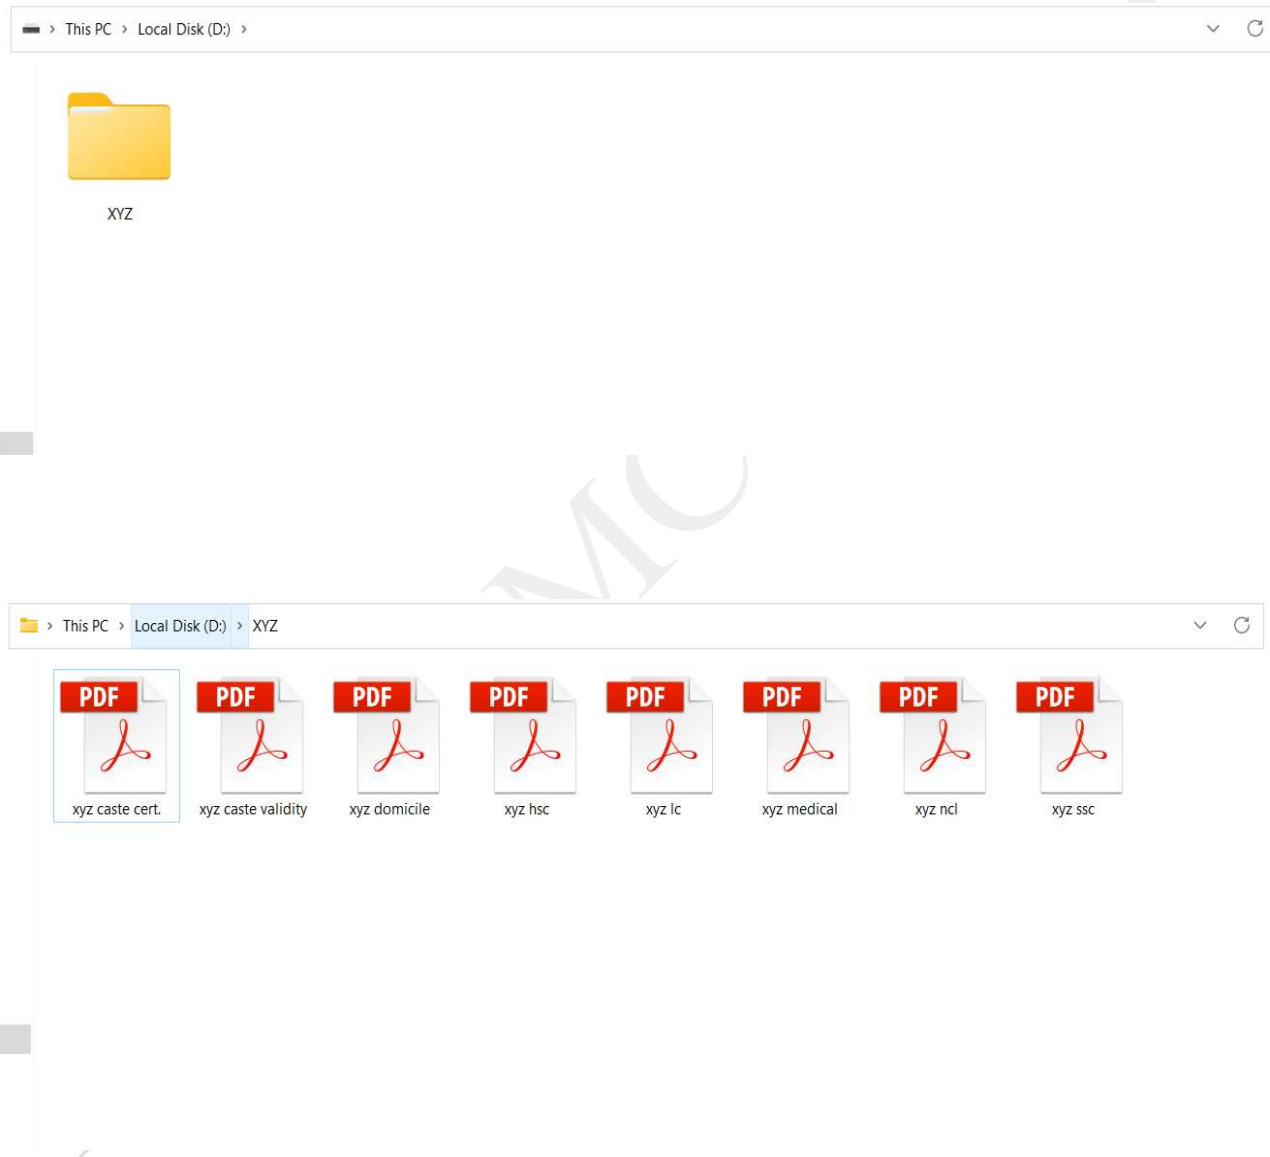 This PC > Local Disk (D:) >
XYZ
MC
This PC > Local Disk (D:) > XYZ
PDF PDF PDF PDF PDF PDF PDF PDF
xyz caste cert. xyz caste validity xyz domicile xyz hsc xyz lc xyz medical xyz ncl xyz ssc